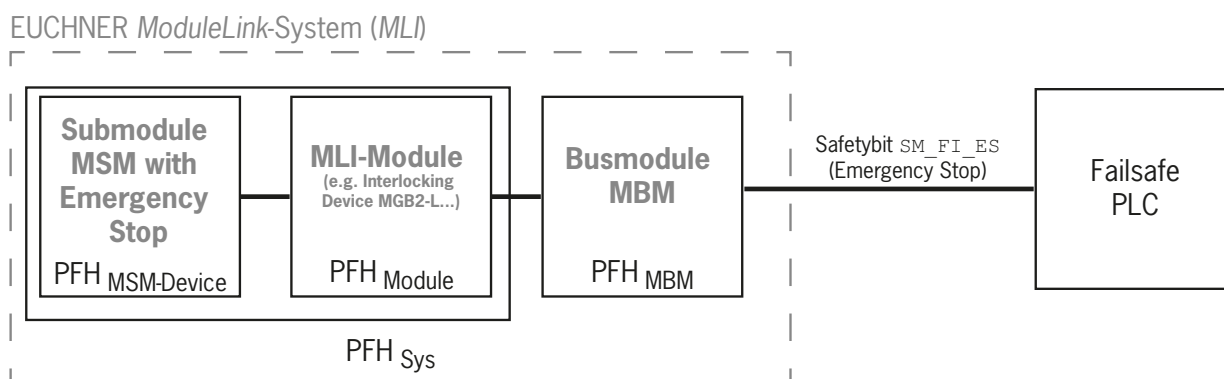 EUCHNER ModuleLink-System (MLI)
Submodule
MSM with
Emergency
Stop
PFH MSM-Device
MLI-Module
(e.g. Interlocking
Device MGB2-L...)
PFH Module
PFH Sys
Busmodule
MBM
PFH MBM
Safetybit SM_FI_ES
(Emergency Stop)
Failsafe
PLC